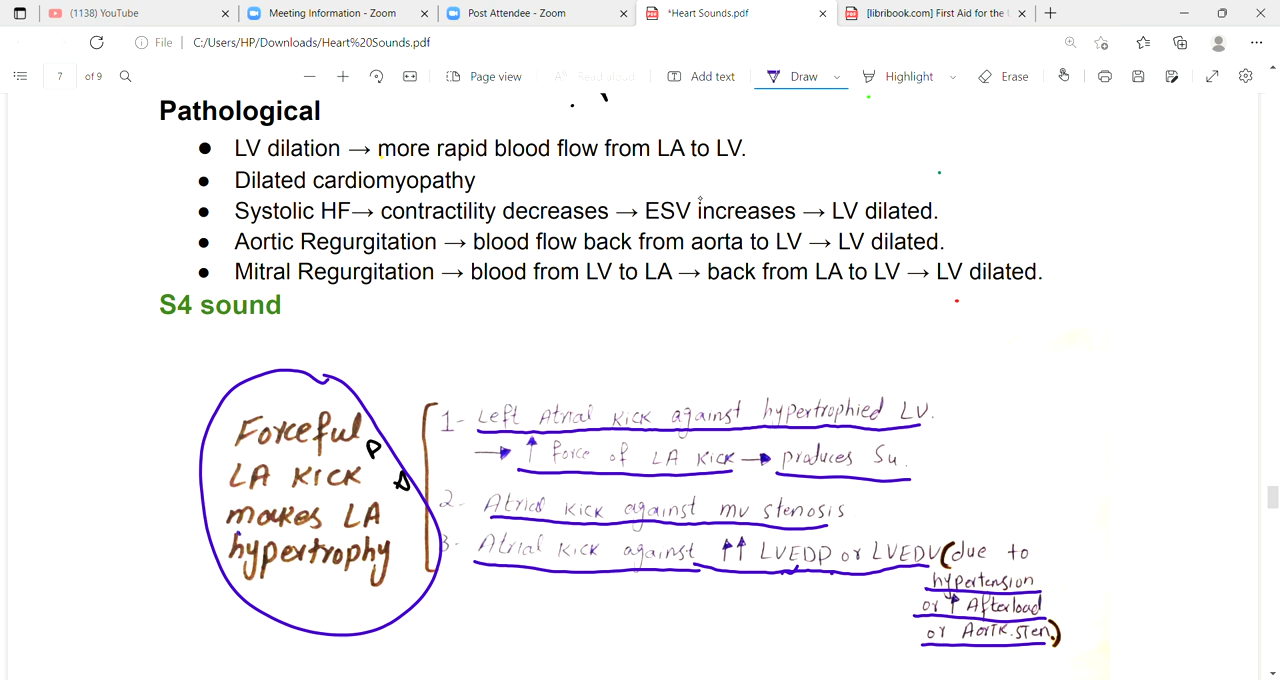 (1138) YouTube
Meeting Information - Zoom
Post Attendee - Zoom
*Heart Sounds.pdf
[libribook.com] First Aid for the
File
C:/Users/HP/Downloads/Heart%20Sounds.pdf
7 of 9
Page view
Read aloud
Add text
Draw
Highlight
Erase
Pathological
● LV dilation → more rapid blood flow from LA to LV.
● Dilated cardiomyopathy
● Systolic HF→ contractility decreases → ESV increases → LV dilated.
● Aortic Regurgitation → blood flow back from aorta to LV → LV dilated.
● Mitral Regurgitation → blood from LV to LA → back from LA to LV → LV dilated.
S4 sound
Forceful
LA KICK
makes LA
hypertrophy
1- Left Atrial Kick against hypertrophied LV.
→ ↑ force of LA Kick → produces S4.
2- Atrial Kick against mv stenosis
3- Atrial Kick against ↑↑ LVEDP or LVEDV (due to
hypertension
or ↑ Afterload
or Aortic.sten.)